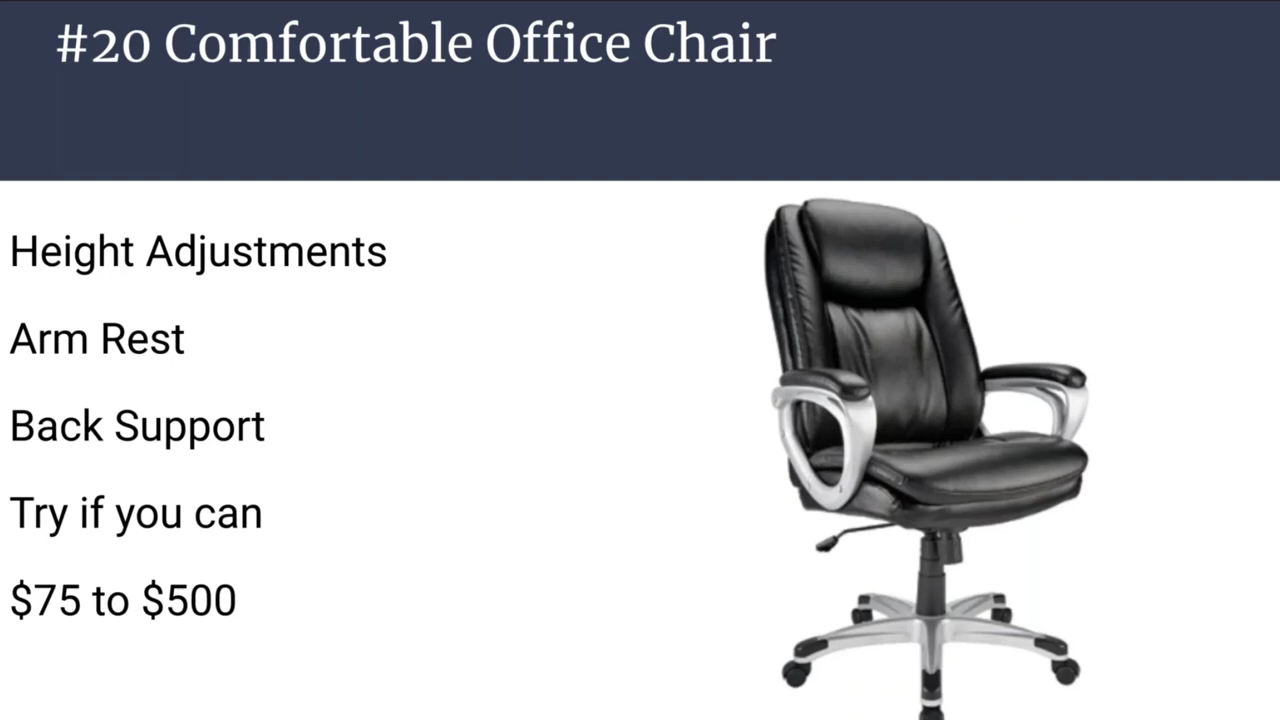 #20 Comfortable Office Chair
Height Adjustments
Arm Rest
Back Support
Try if you can
$75 to $500